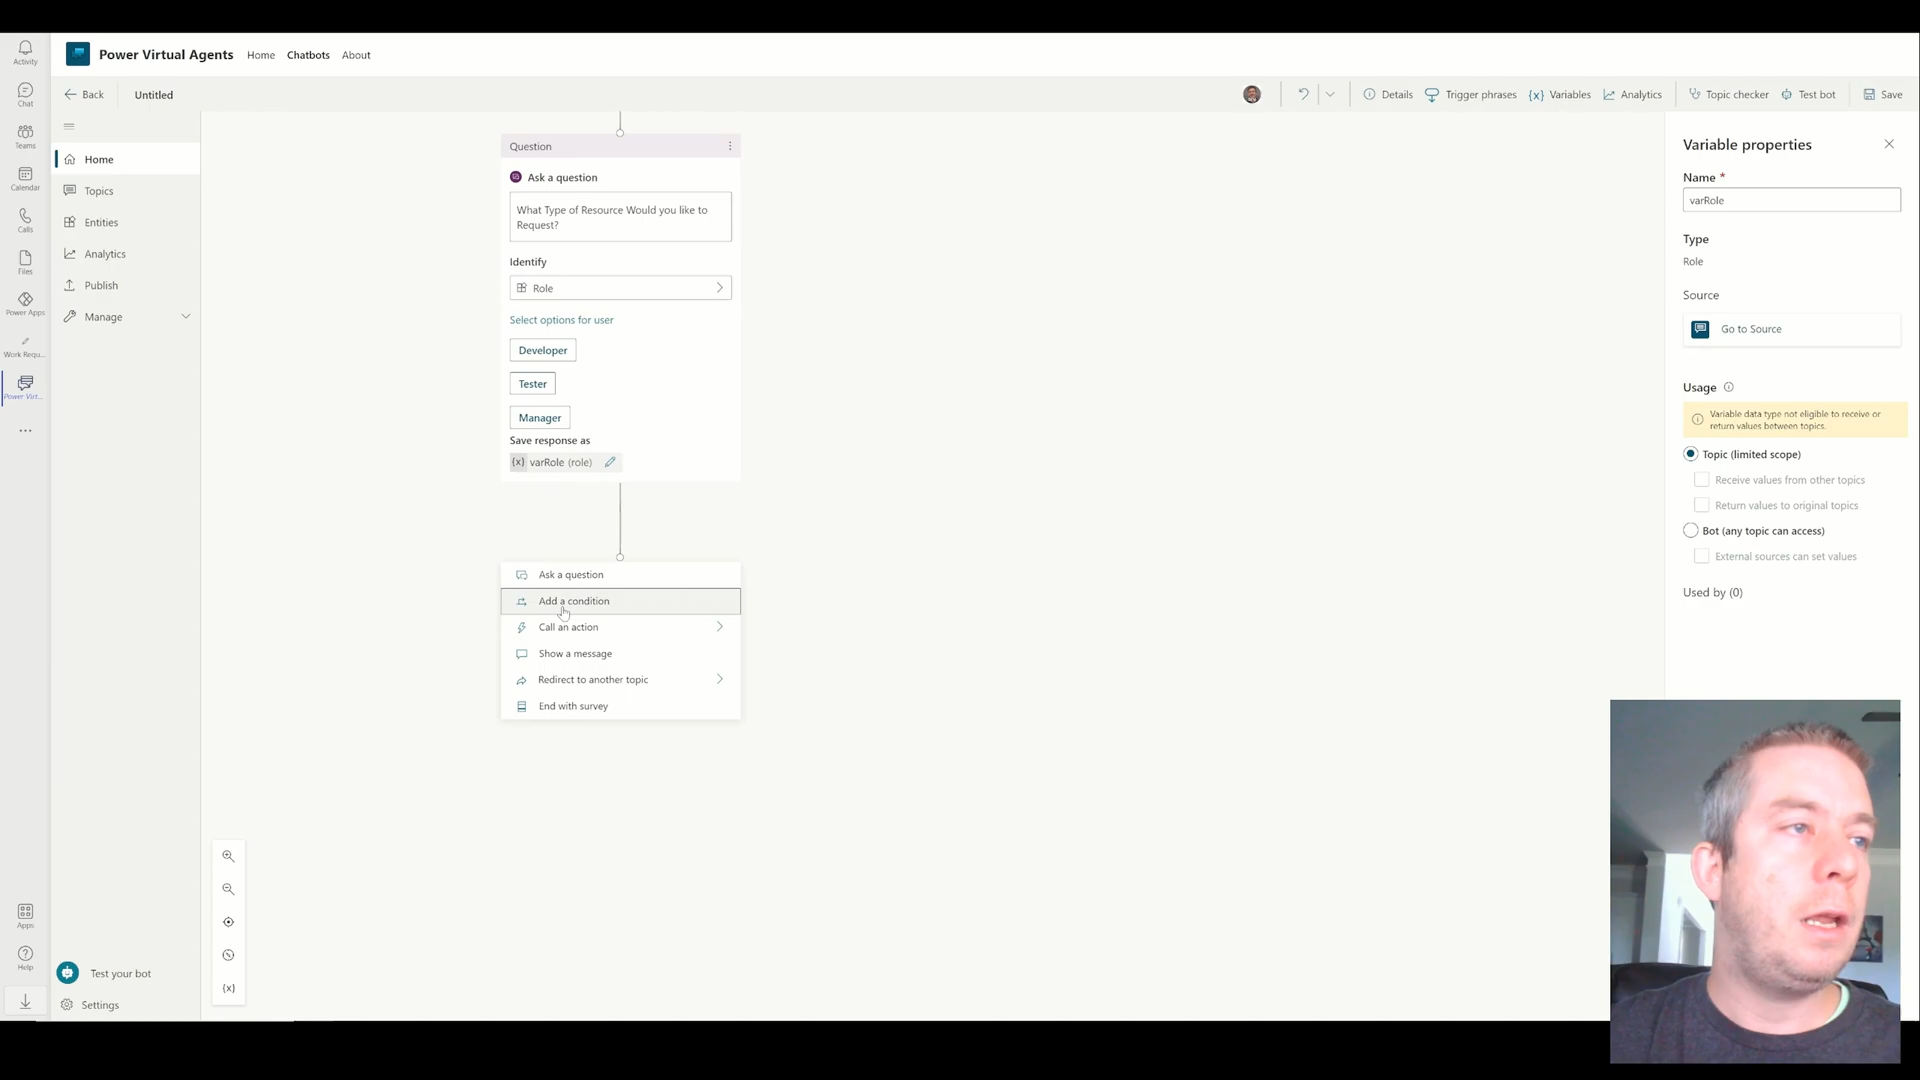 Activity
Chat
Teams
Calendar
Calls
Files
Power Apps
Work Requ...
Power Virt...
Apps
Help
Power Virtual Agents
Home
Chatbots
About
Back
Untitled
Details
Trigger phrases
{x} Variables
Analytics
Topic checker
Test bot
Save
Home
Topics
Entities
Analytics
Publish
Manage
Test your bot
Settings
Question
Ask a question
What Type of Resource Would you like to
Request?
Identify
Role
Select options for user
Developer
Tester
Manager
Save response as
{x} varRole (role)
Ask a question
Add a condition
Call an action
Show a message
Redirect to another topic
End with survey
{x}
Variable properties
Name *
varRole
Type
Role
Source
Go to Source
Usage
Variable data type not eligible to receive or
return values between topics.
Topic (limited scope)
Receive values from other topics
Return values to original topics
Bot (any topic can access)
External sources can set values
Used by (0)